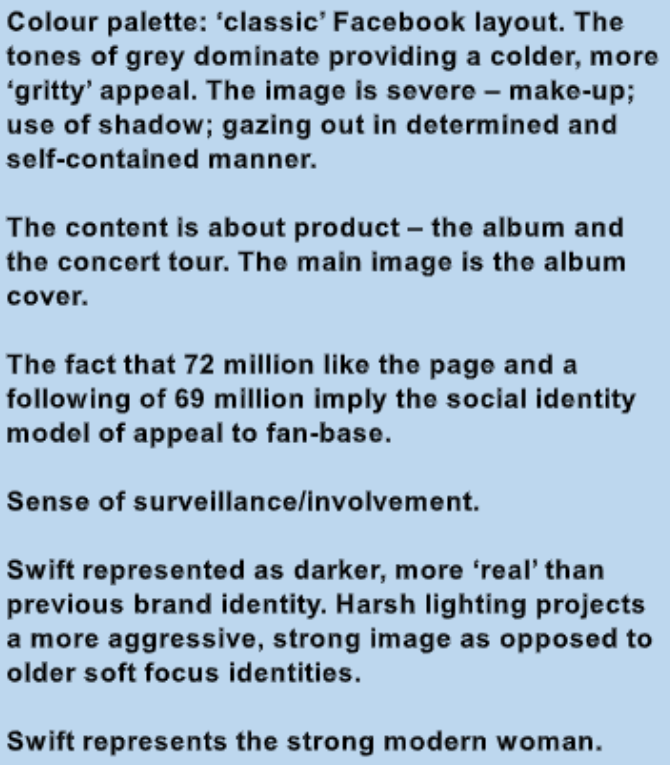 Colour palette: ‘classic’ Facebook layout. The
tones of grey dominate providing a colder, more
‘gritty’ appeal. The image is severe – make-up;
use of shadow; gazing out in determined and
self-contained manner.
The content is about product – the album and
the concert tour. The main image is the album
cover.
The fact that 72 million like the page and a
following of 69 million imply the social identity
model of appeal to fan-base.
Sense of surveillance/involvement.
Swift represented as darker, more ‘real’ than
previous brand identity. Harsh lighting projects
a more aggressive, strong image as opposed to
older soft focus identities.
Swift represents the strong modern woman.